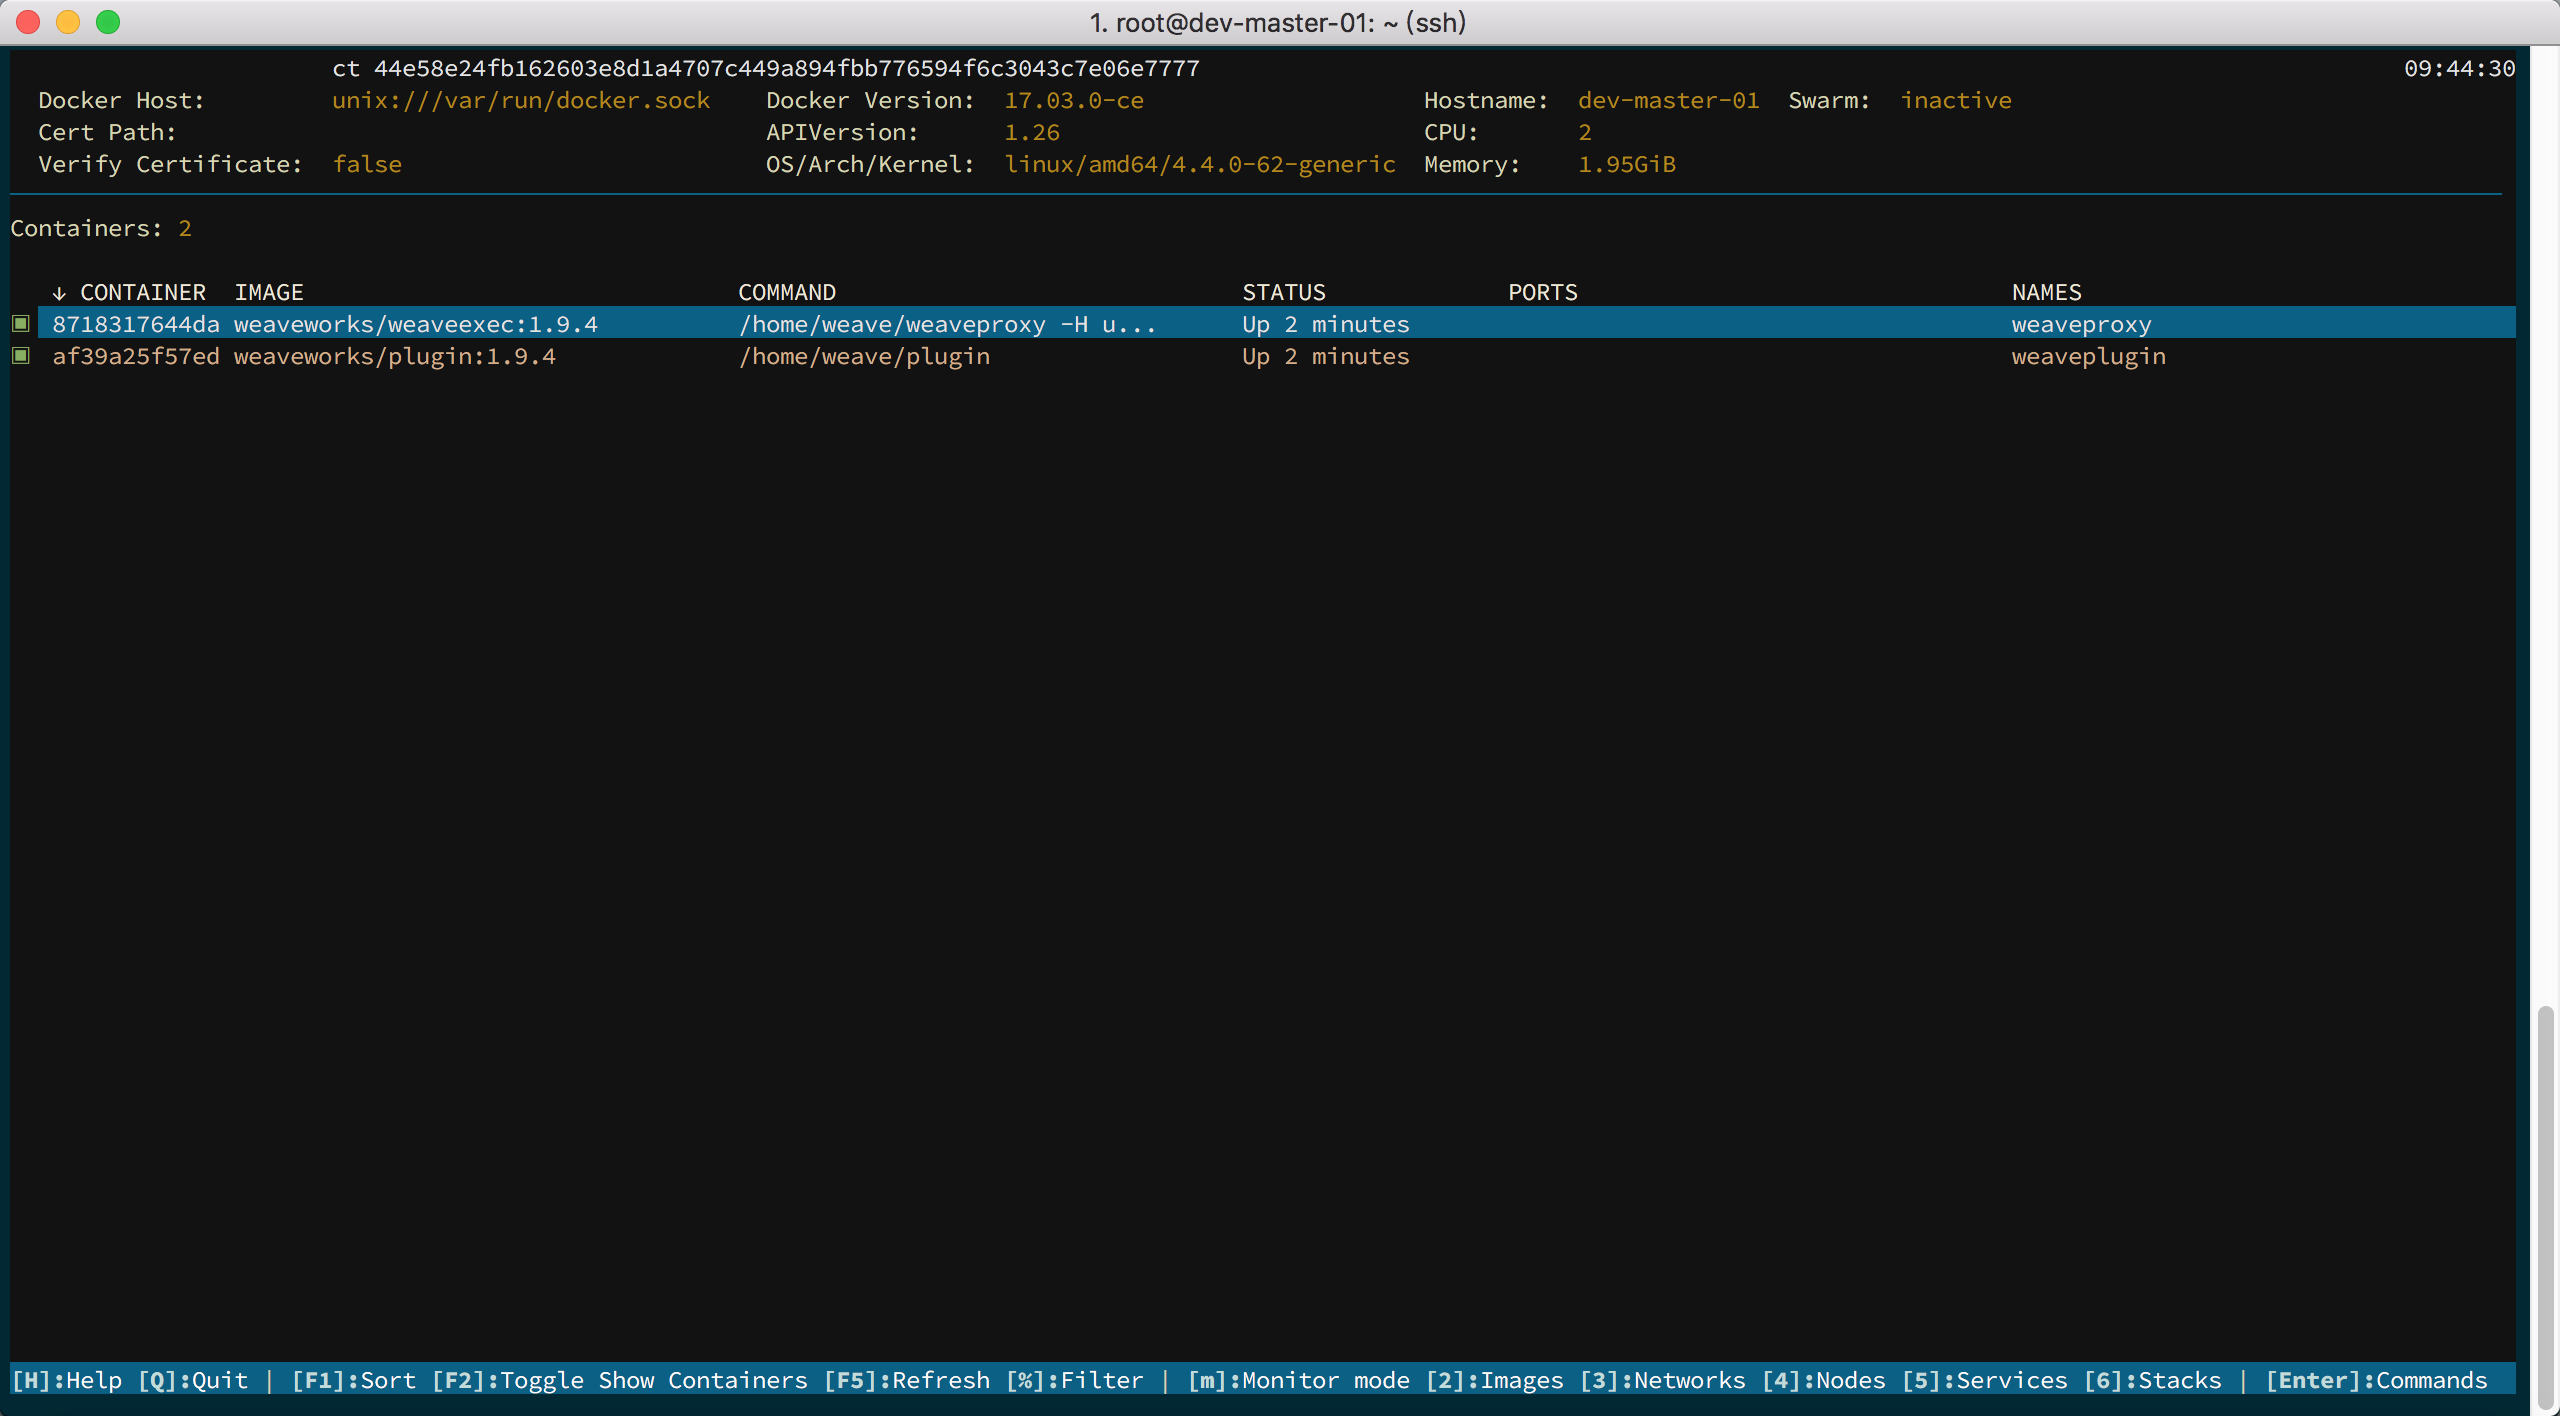 1. root@dev-master-01: ~ (ssh)
ct 44e58e24fb162603e8d1a4707c449a894fbb776594f6c3043c7e06e7777 09:44:30
Docker Host: unix:///var/run/docker.sock Docker Version: 17.03.0-ce Hostname: dev-master-01 Swarm: inactive
Cert Path: APIVersion: 1.26 CPU: 2
Verify Certificate: false OS/Arch/Kernel: linux/amd64/4.4.0-62-generic Memory: 1.95GiB
Containers: 2
↓ CONTAINER IMAGE COMMAND STATUS PORTS NAMES
8718317644da weaveworks/weaveexec:1.9.4 /home/weave/weaveproxy -H u... Up 2 minutes weaveproxy
af39a25f57ed weaveworks/plugin:1.9.4 /home/weave/plugin Up 2 minutes weaveplugin
[H]:Help [Q]:Quit | [F1]:Sort [F2]:Toggle Show Containers [F5]:Refresh [%]:Filter | [m]:Monitor mode [2]:Images [3]:Networks [4]:Nodes [5]:Services [6]:Stacks | [Enter]:Commands